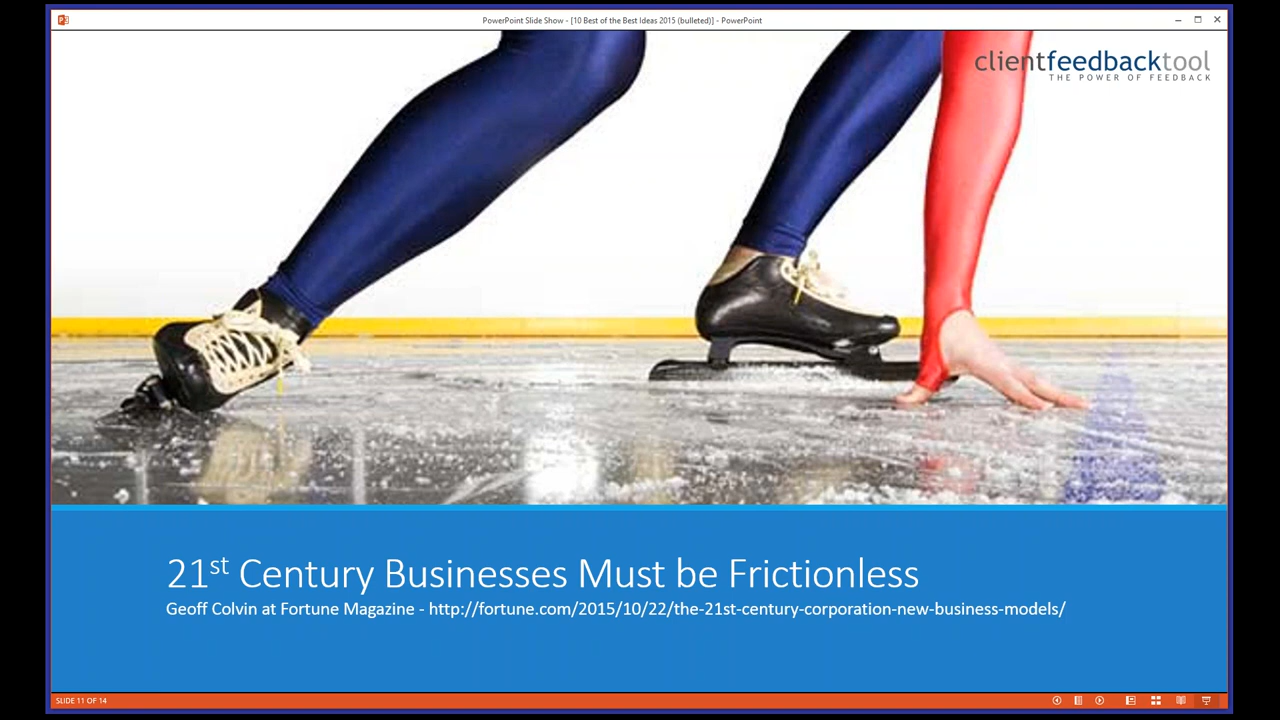 PowerPoint Slide Show - [10 Best of the Best Ideas 2015 (bulleted)] - PowerPoint
clientfeedbacktool
THE POWER OF FEEDBACK
21st Century Businesses Must be Frictionless
Geoff Colvin at Fortune Magazine - http://fortune.com/2015/10/22/the-21st-century-corporation-new-business-models/
SLIDE 11 OF 14